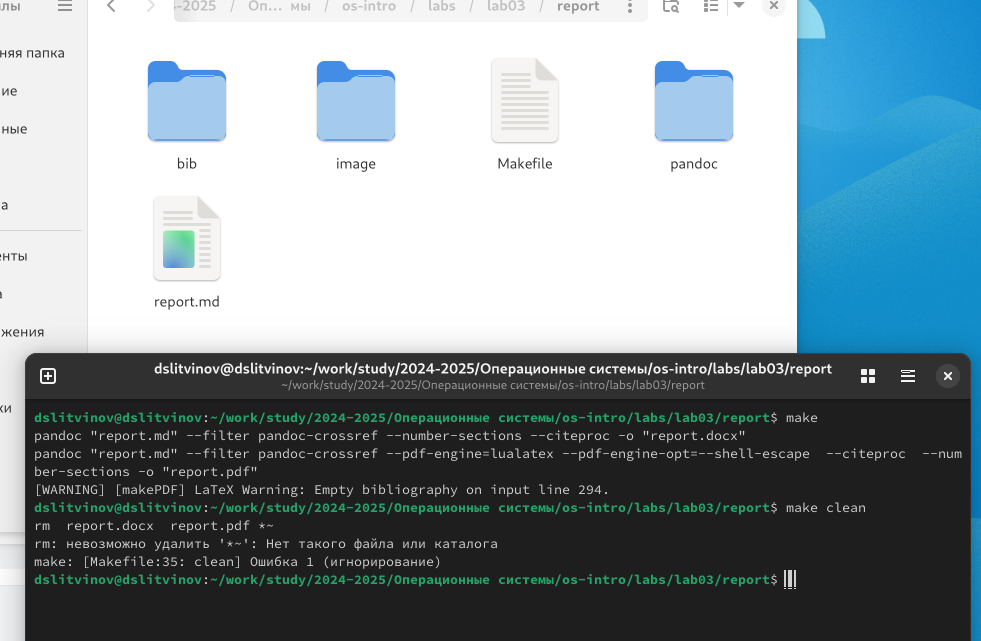 -2025 / Оп... мы / os-intro / labs / lab03 / report
лы
няя папка
ие
ные
а
енты
а
жения
ки
bib
image
Makefile
pandoc
report.md
dslitvinov@dslitvinov:~/work/study/2024-2025/Операционные системы/os-intro/labs/lab03/report
~/work/study/2024-2025/Операционные системы/os-intro/labs/lab03/report
dslitvinov@dslitvinov:~/work/study/2024-2025/Операционные системы/os-intro/labs/lab03/report$ make
pandoc "report.md" --filter pandoc-crossref --number-sections --citeproc -o "report.docx"
pandoc "report.md" --filter pandoc-crossref --pdf-engine=lualatex --pdf-engine-opt=--shell-escape  --citeproc  --num
ber-sections -o "report.pdf"
[WARNING] [makePDF] LaTeX Warning: Empty bibliography on input line 294.
dslitvinov@dslitvinov:~/work/study/2024-2025/Операционные системы/os-intro/labs/lab03/report$ make clean
rm  report.docx  report.pdf *~
rm: невозможно удалить '*~': Нет такого файла или каталога
make: [Makefile:35: clean] Ошибка 1 (игнорирование)
dslitvinov@dslitvinov:~/work/study/2024-2025/Операционные системы/os-intro/labs/lab03/report$